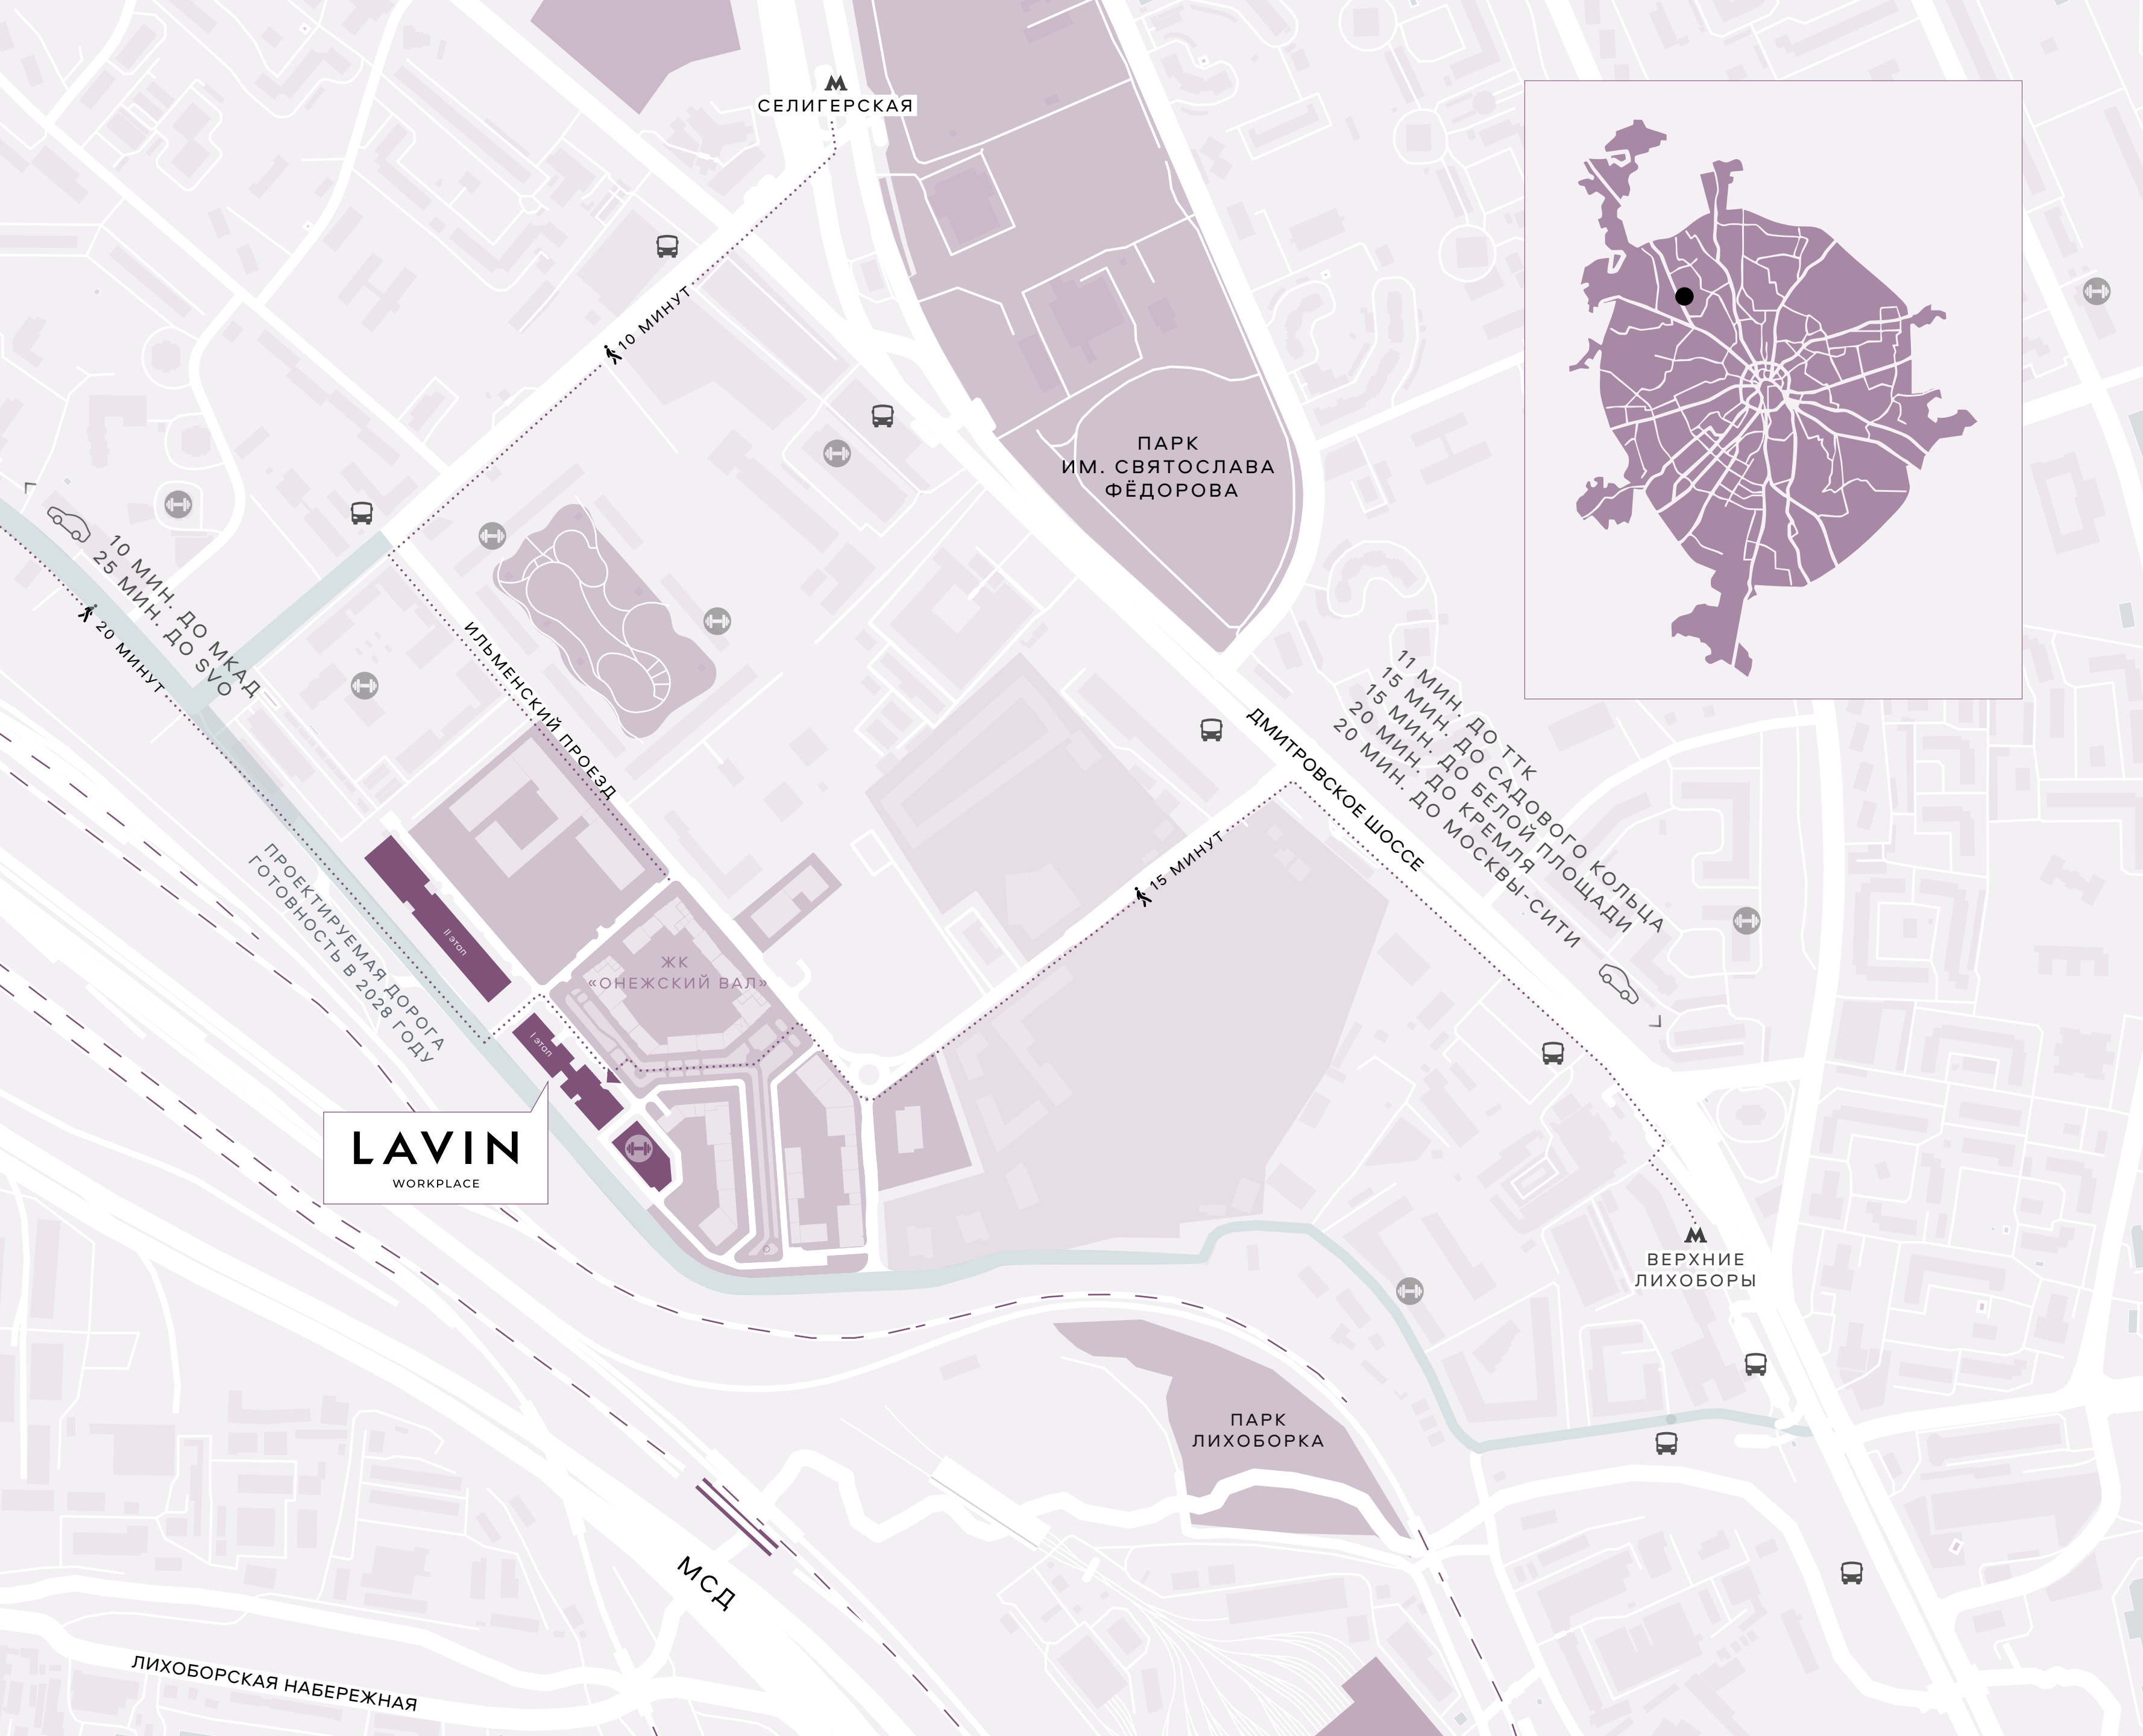 СЕЛИГЕРСКАЯ
10 МИНУТ
ПАРК
ИМ. СВЯТОСЛАВА
ФЁДОРОВА
10 МИН. ДО МКАД
25 МИН. ДО SVO
20 МИНУТ
ИЛЬМЕНСКИЙ ПРОЕЗД
ДМИТРОВСКОЕ ШОССЕ
11 МИН. ДО ТТК
15 МИН. ДО САДОВОГО КОЛЬЦА
15 МИН. ДО БЕЛОЙ ПЛОЩАДИ
20 МИН. ДО КРЕМЛЯ
20 МИН. ДО МОСКВЫ-СИТИ
15 МИНУТ
ПРОЕКТИРУЕМАЯ ДОРОГА
ГОТОВНОСТЬ В 2028 ГОДУ
II этап
ЖК
«ОНЕЖСКИЙ ВАЛ»
I этап
LAVIN
WORKPLACE
ВЕРХНИЕ
ЛИХОБОРЫ
ПАРК
ЛИХОБОРКА
МСД
ЛИХОБОРСКАЯ НАБЕРЕЖНАЯ